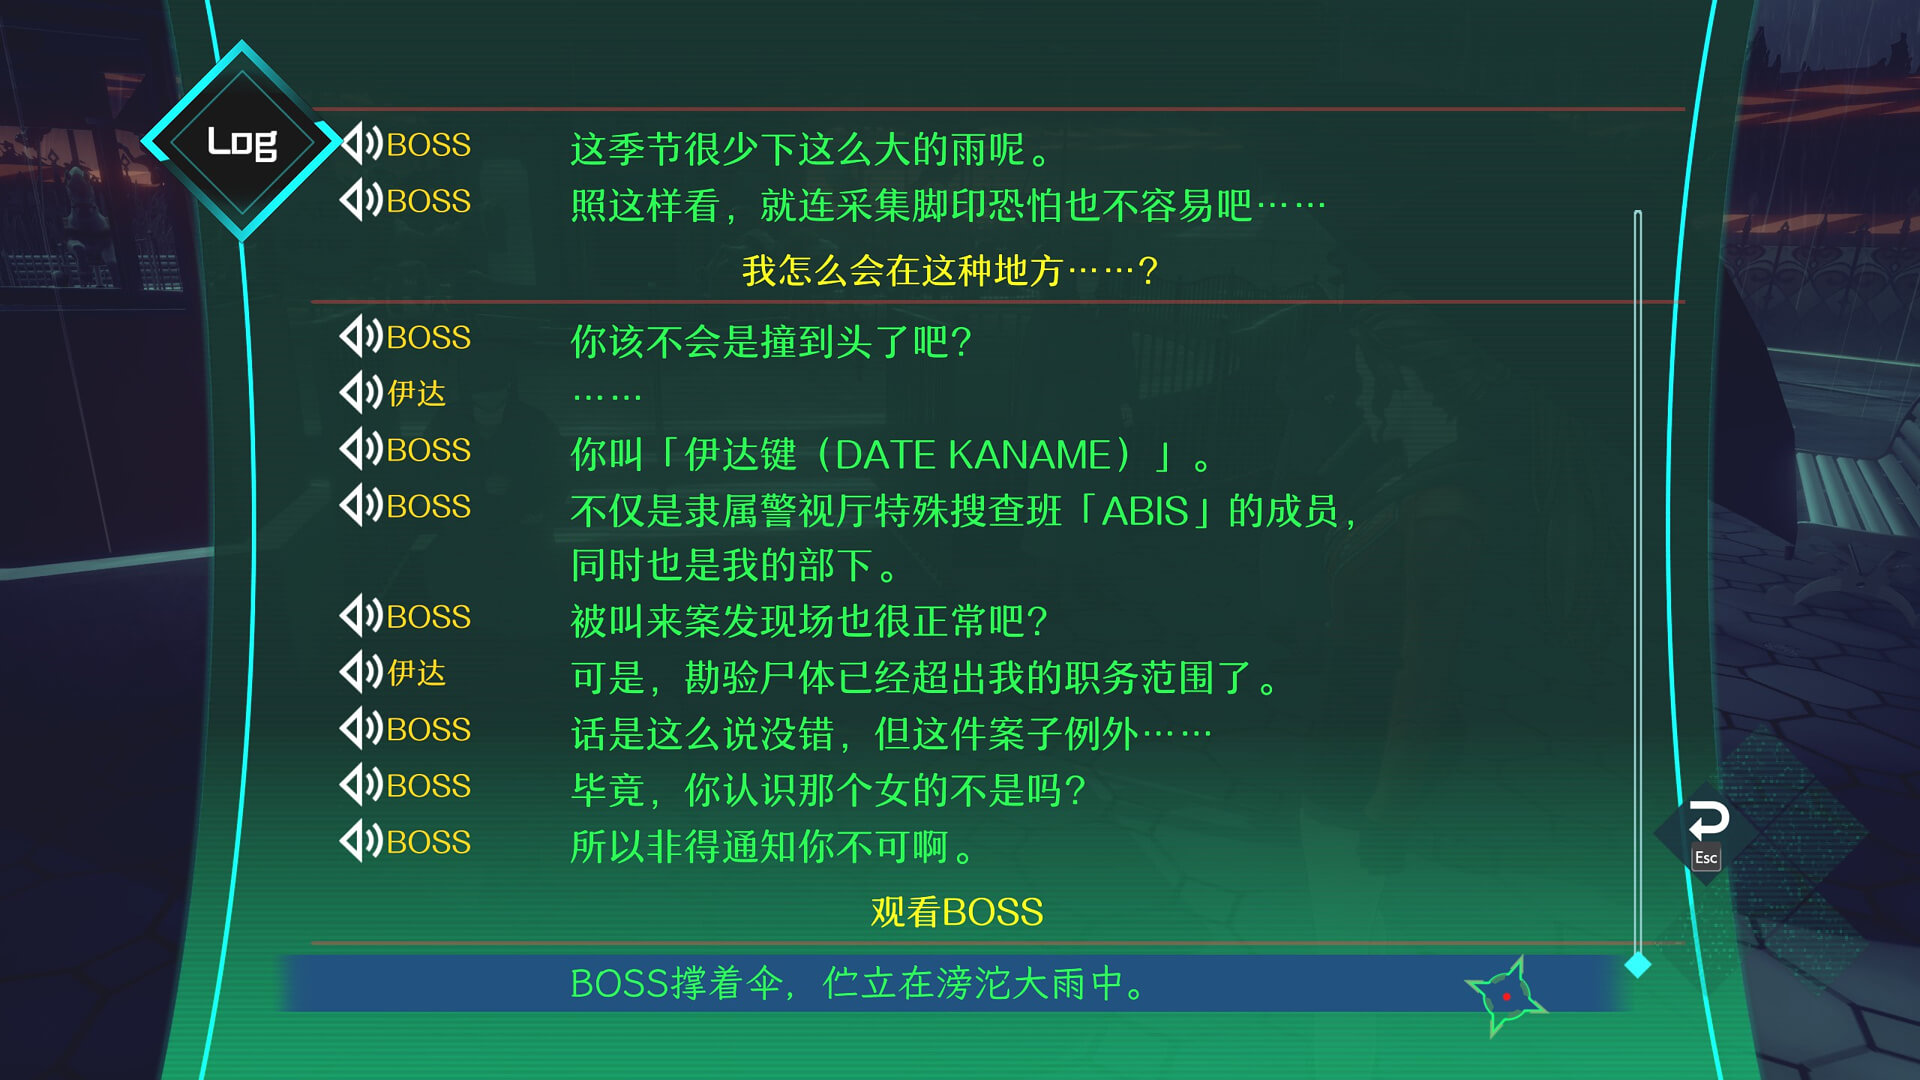 Log
BOSS 这季节很少下这么大的雨呢。
BOSS 照这样看，就连采集脚印恐怕也不容易吧……
我怎么会在这种地方……？
BOSS 你该不会是撞到头了吧？
伊达 ……
BOSS 你叫「伊达键（DATE KANAME）」。
BOSS 不仅是隶属警视厅特殊搜查班「ABIS」的成员，
同时也是我的部下。
BOSS 被叫来案发现场也很正常吧？
伊达 可是，勘验尸体已经超出我的职务范围了。
BOSS 话是这么说没错，但这件案子例外……
BOSS 毕竟，你认识那个女的不是吗？
BOSS 所以非得通知你不可啊。
观看BOSS
BOSS撑着伞，伫立在滂沱大雨中。
Esc